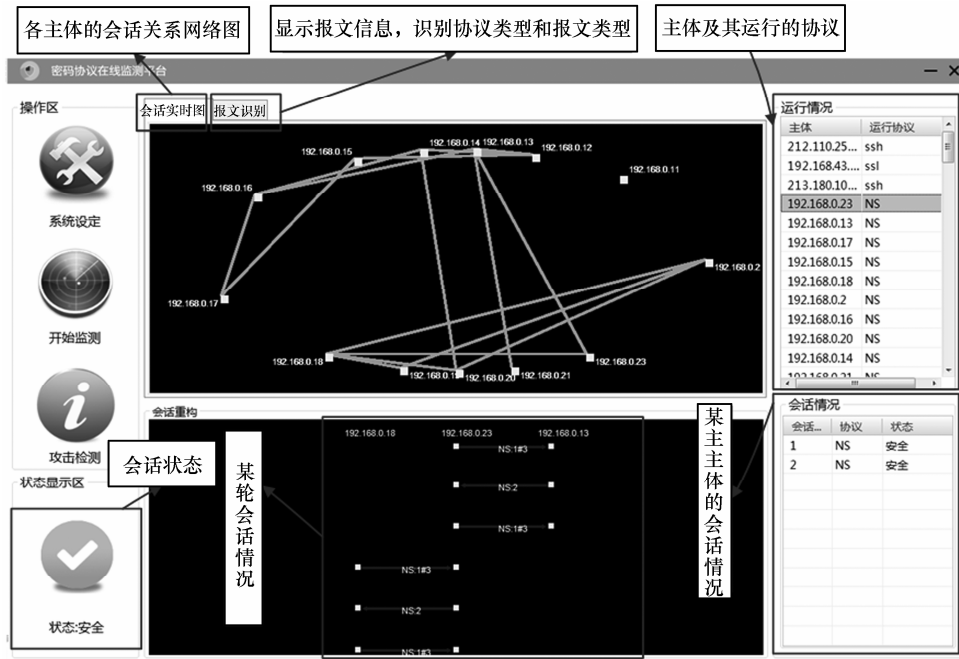 各主体的会话关系网络图
显示报文信息，识别协议类型和报文类型
主体及其运行的协议
密码协议在线监测平台
操作区
系统设定
开始监测
攻击检测
状态显示区
状态:安全
会话状态
会话实时图
报文识别
192.168.0.15
192.168.0.14
192.168.0.13
192.168.0.12
192.168.0.11
192.168.0.16
192.168.0.2
192.168.0.17
192.168.0.18
192.168.0.20
192.168.0.21
192.168.0.23
会话重构
192.168.0.18 192.168.0.23 192.168.0.13
NS:1#3
NS:2
NS:1#3
NS:1#3
NS:2
NS:1#3
某轮会话情况
某主主体的会话情况
运行情况
主体 运行协议
212.110.25... ssh
192.168.43.... ssl
213.180.10... ssh
192.168.0.23 NS
192.168.0.13 NS
192.168.0.17 NS
192.168.0.15 NS
192.168.0.18 NS
192.168.0.2 NS
192.168.0.16 NS
192.168.0.20 NS
192.168.0.14 NS
192.168.0.21 NS
会话情况
会话... 协议 状态
1 NS 安全
2 NS 安全